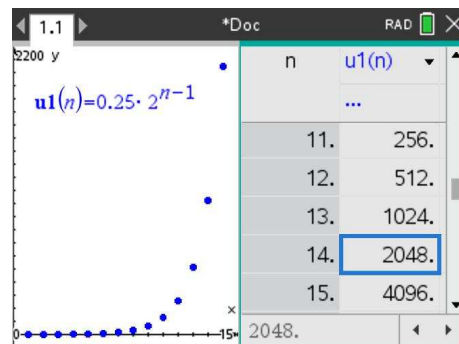 1.1 *Doc RAD
2200 y
u1(n)=0.25·2^{n-1}
x
0 15
n u1(n)
...
11. 256.
12. 512.
13. 1024.
14. 2048.
15. 4096.
2048.